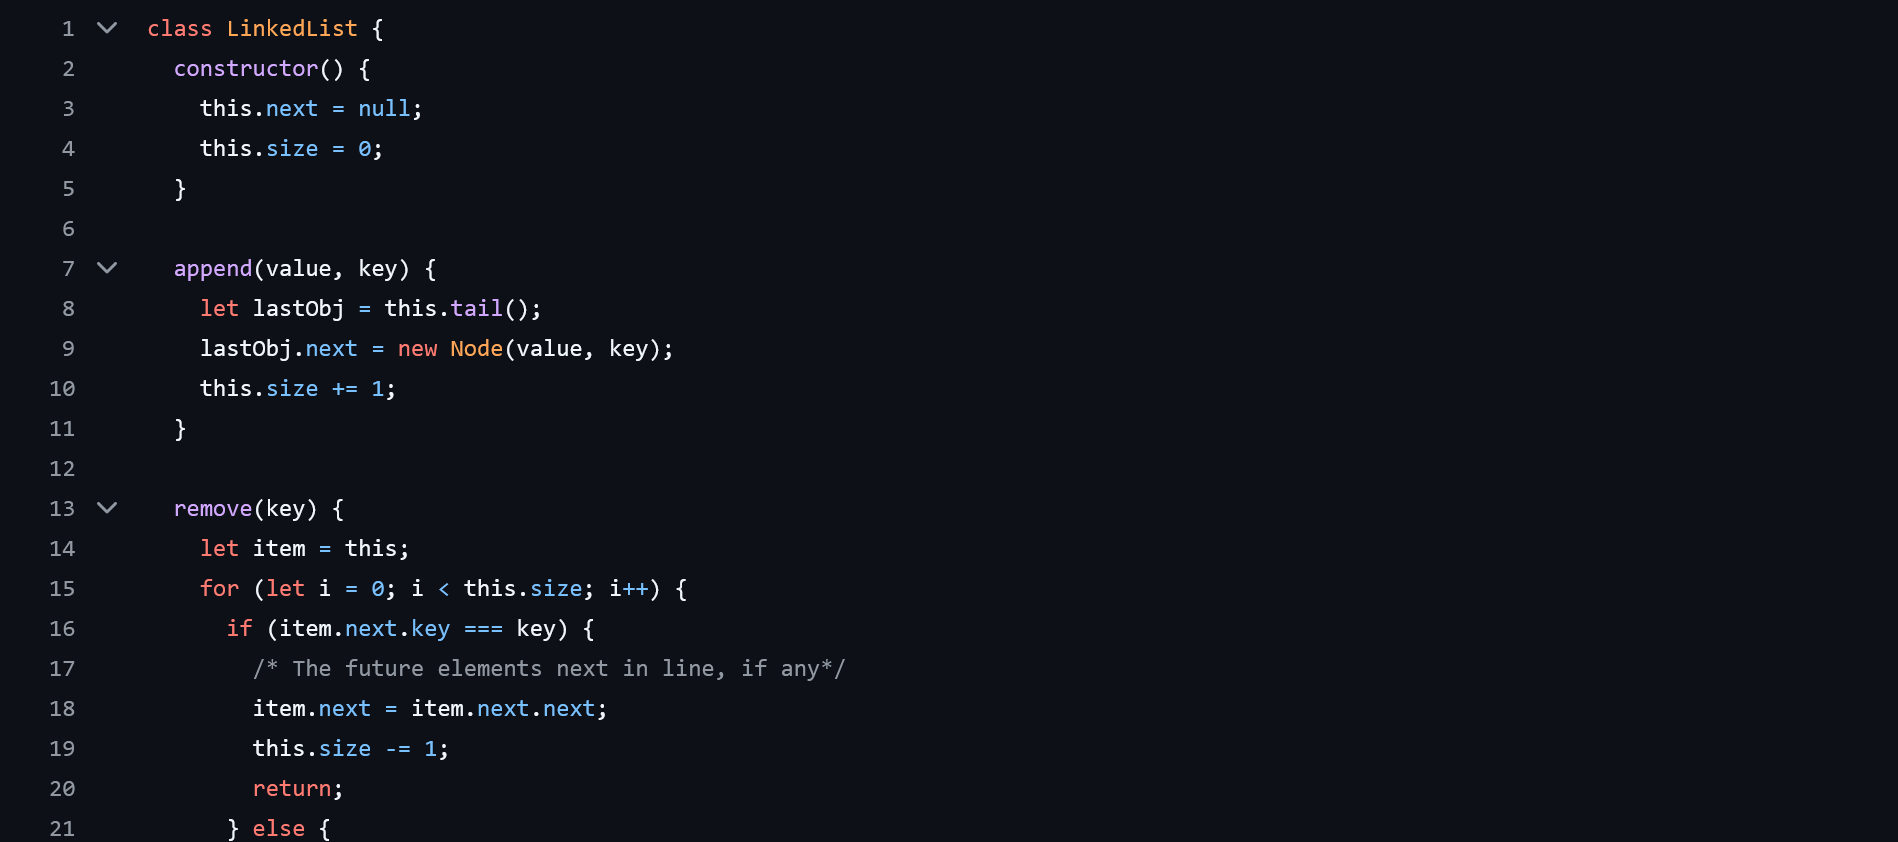 1 class LinkedList {
2   constructor() {
3     this.next = null;
4     this.size = 0;
5   }
6
7   append(value, key) {
8     let lastObj = this.tail();
9     lastObj.next = new Node(value, key);
10     this.size += 1;
11   }
12
13   remove(key) {
14     let item = this;
15     for (let i = 0; i < this.size; i++) {
16       if (item.next.key === key) {
17         /* The future elements next in line, if any*/
18         item.next = item.next.next;
19         this.size -= 1;
20         return;
21       } else {